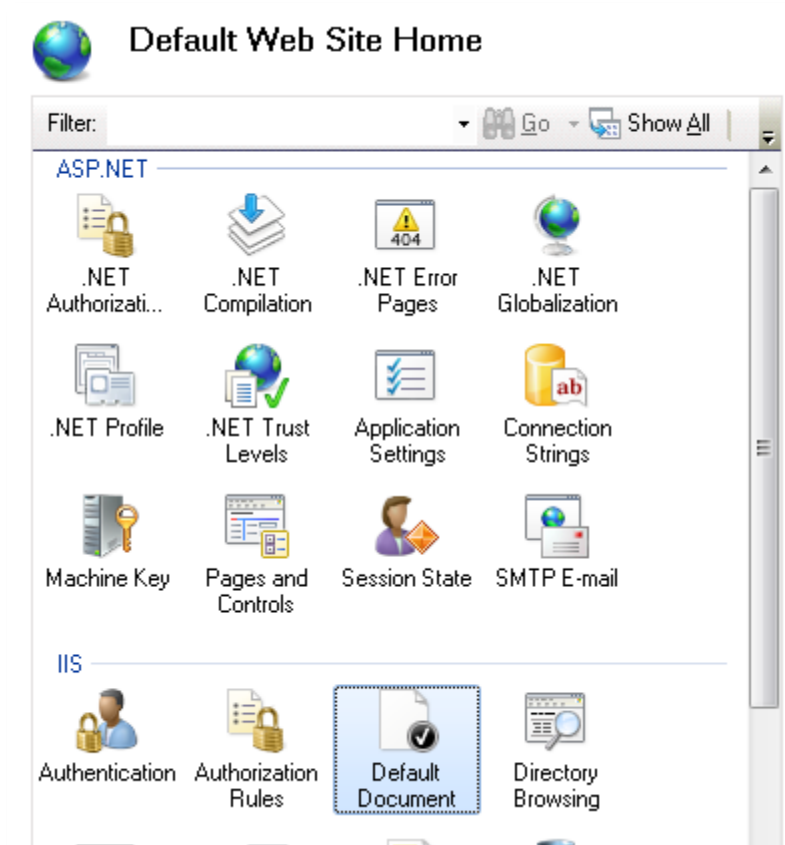 Default Web Site Home
Filter: Go Show All
ASP.NET
.NET Authorizati...
.NET Compilation
.NET Error Pages
404
.NET Globalization
.NET Profile
.NET Trust Levels
Application Settings
ab
Connection Strings
Machine Key
Pages and Controls
Session State
SMTP E-mail
IIS
Authentication
Authorization Rules
Default Document
Directory Browsing